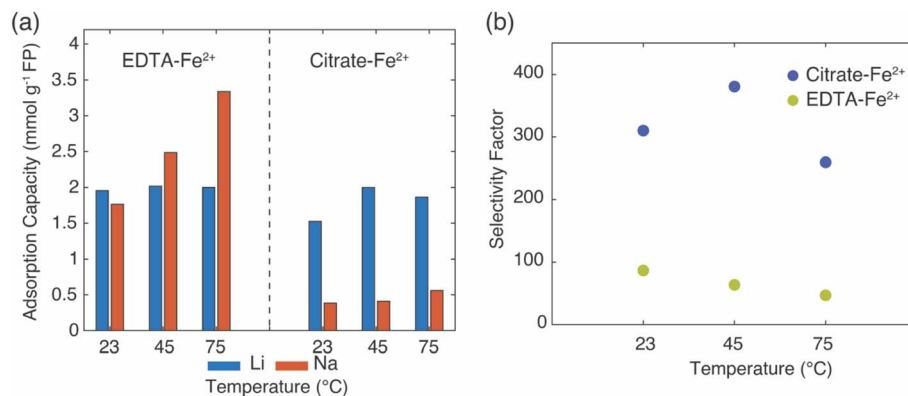 (a)
Adsorption Capacity (mmol g⁻¹ FP)
4
3.5
3
2.5
2
1.5
1
0.5
0
EDTA-Fe²⁺
Citrate-Fe²⁺
23 45 75 23 45 75
Li Na
Temperature (°C)
(b)
Selectivity Factor
400
300
200
100
0
Citrate-Fe²⁺
EDTA-Fe²⁺
23 45 75
Temperature (°C)